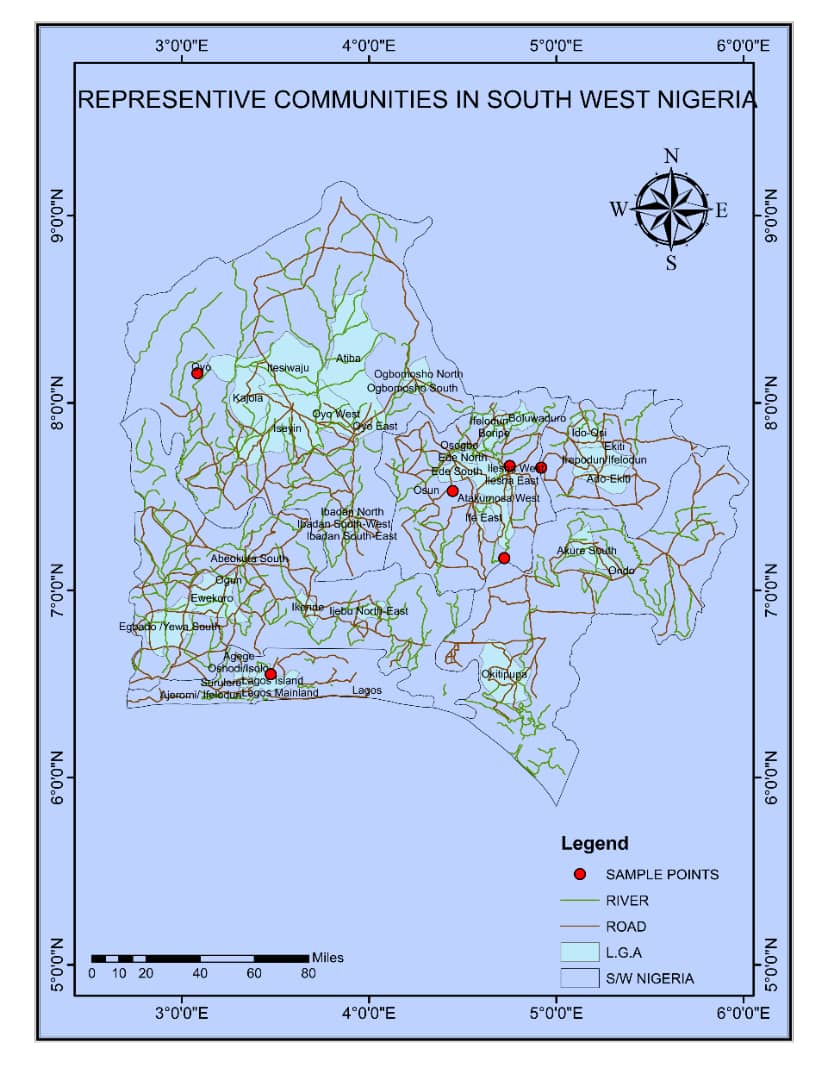 3°0'0"E 4°0'0"E 5°0'0"E 6°0'0"E
REPRESENTIVE COMMUNITIES IN SOUTH WEST NIGERIA
N
W E
S
9°0'0"N 9°0'0"N
Oyo
Itesiwaju
Atiba
Ogbomosho North
Ogbomosho South
Kajola
8°0'0"N 8°0'0"N
Oyo West
Oyo East
Iseyin
Ifelodun
Boluwaduro
Boripe
Ido-Osi
Osogbo
Ekiti
Ede North
Irepodun/Ifelodun
Ede South
Ilesha West
Ilesha East
Ado-Ekiti
Osun
Atakumosa West
Ibadan North
Ife East
Ibadan South-West
Ibadan South-East
Abeokuta South
Akure South
Ogun
Ondo
7°0'0"N 7°0'0"N
Ewekoro
Ikenne
Ijebu North-East
Egbado /Yewa South
Agege
Oshodi/Isolo
Okitipupa
Surulere
Lagos Island
Ajeromi/ Ifelodun
Lagos Mainland
Lagos
6°0'0"N 6°0'0"N
Legend
SAMPLE POINTS
RIVER
ROAD
L.G.A
S/W NIGERIA
Miles
0 10 20 40 60 80
5°0'0"N 5°0'0"N
3°0'0"E 4°0'0"E 5°0'0"E 6°0'0"E